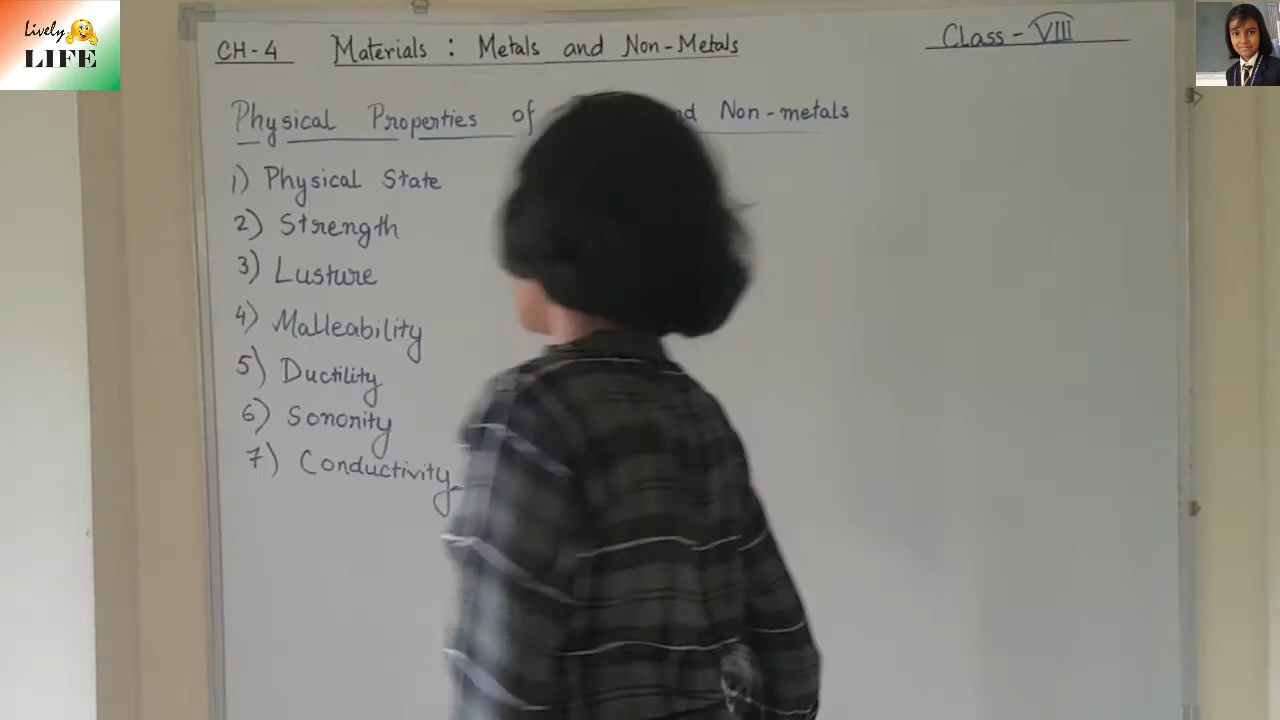 Lively
LIFE
CH-4 Materials : Metals and Non-Metals
Class - VIII
Physical Properties of nd Non-metals
1) Physical State
2) Strength
3) Lusture
4) Malleability
5) Ductility
6) Sonority
7) Conductivity